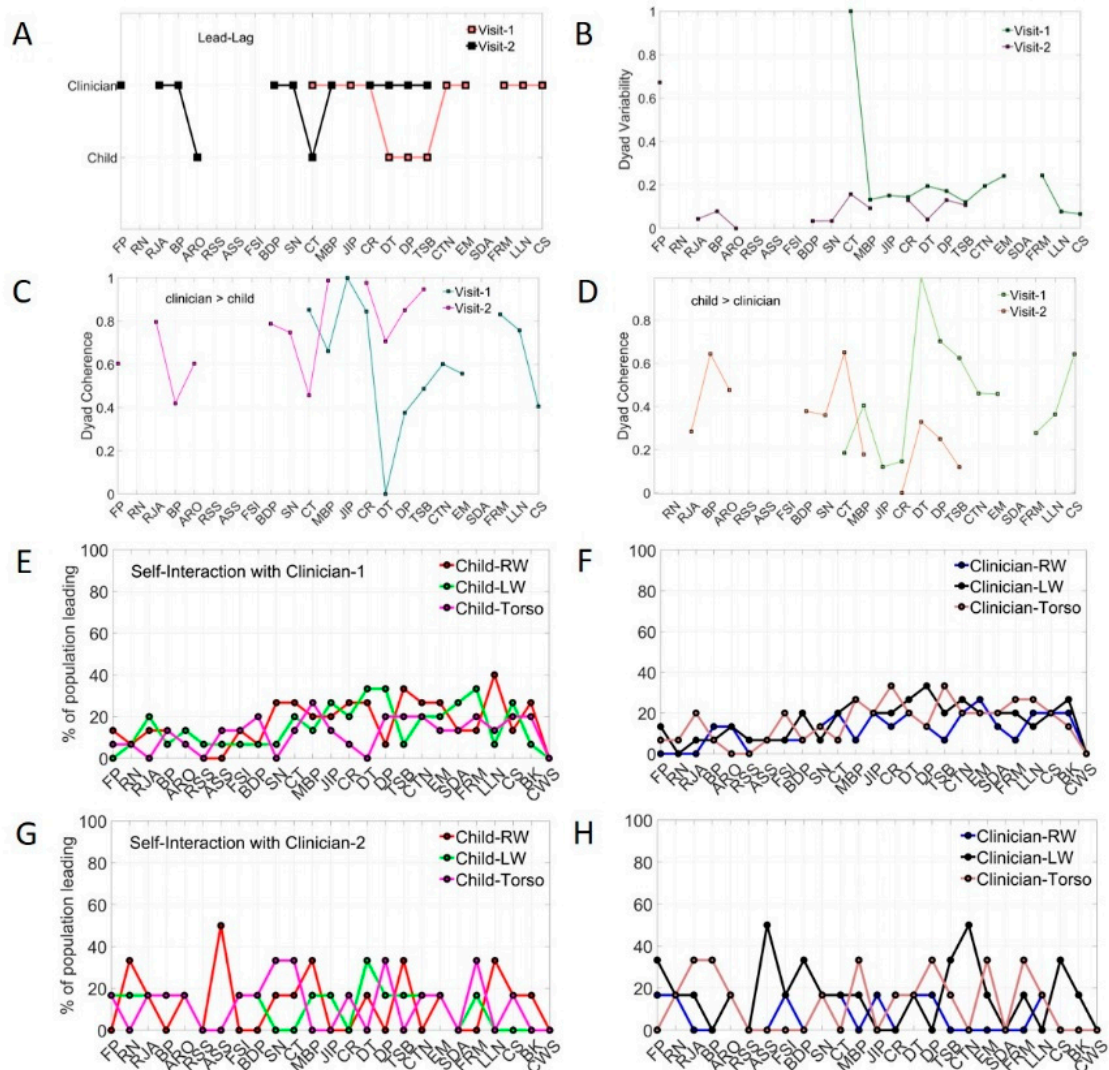 A
Lead-Lag
Visit-1
Visit-2
Clinician
Child
FP RN RJA BP ARO RSS ASS FSI BDP SN CT MBP JIP CR DT DP TSB CTN EM SDA FRM LLN CS
B
Visit-1
Visit-2
Dyad Variability
1
0.8
0.6
0.4
0.2
0
FP RN RJA BP ARO RSS ASS FSI BDP SN CT MBP JIP CR DT DP TSB CTN EM SDA FRM LLN CS
C
clinician > child
Visit-1
Visit-2
Dyad Coherence
1
0.8
0.6
0.4
0.2
0
FP RN RJA BP ARO RSS ASS FSI BDP SN CT MBP JIP CR DT DP TSB CTN EM SDA FRM LLN CS
D
child > clinician
Visit-1
Visit-2
Dyad Coherence
1
0.8
0.6
0.4
0.2
0
FP RN RJA BP ARO RSS ASS FSI BDP SN CT MBP JIP CR DT DP TSB CTN EM SDA FRM LLN CS
E
Self-Interaction with Clinician-1
Child-RW
Child-LW
Child-Torso
% of population leading
100
80
60
40
20
0
FP RN RJA BP ARO RSS ASS FSI BDP SN CT MBP JIP CR DT DP TSB CTN EM SDA FRM LLN CS BK CWS
F
Clinician-RW
Clinician-LW
Clinician-Torso
100
80
60
40
20
0
FP RN RJA BP ARO RSS ASS FSI BDP SN CT MBP JIP CR DT DP TSB CTN EM SDA FRM LLN CS BK CWS
G
Self-Interaction with Clinician-2
Child-RW
Child-LW
Child-Torso
% of population leading
100
80
60
40
20
0
FP RN RJA BP ARO RSS ASS FSI BDP SN CT MBP JIP CR DT DP TSB CTN EM SDA FRM LLN CS BK CWS
H
Clinician-RW
Clinician-LW
Clinician-Torso
100
80
60
40
20
0
FP RN RJA BP ARO RSS ASS FSI BDP SN CT MBP JIP CR DT DP TSB CTN EM SDA FRM LLN CS BK CWS